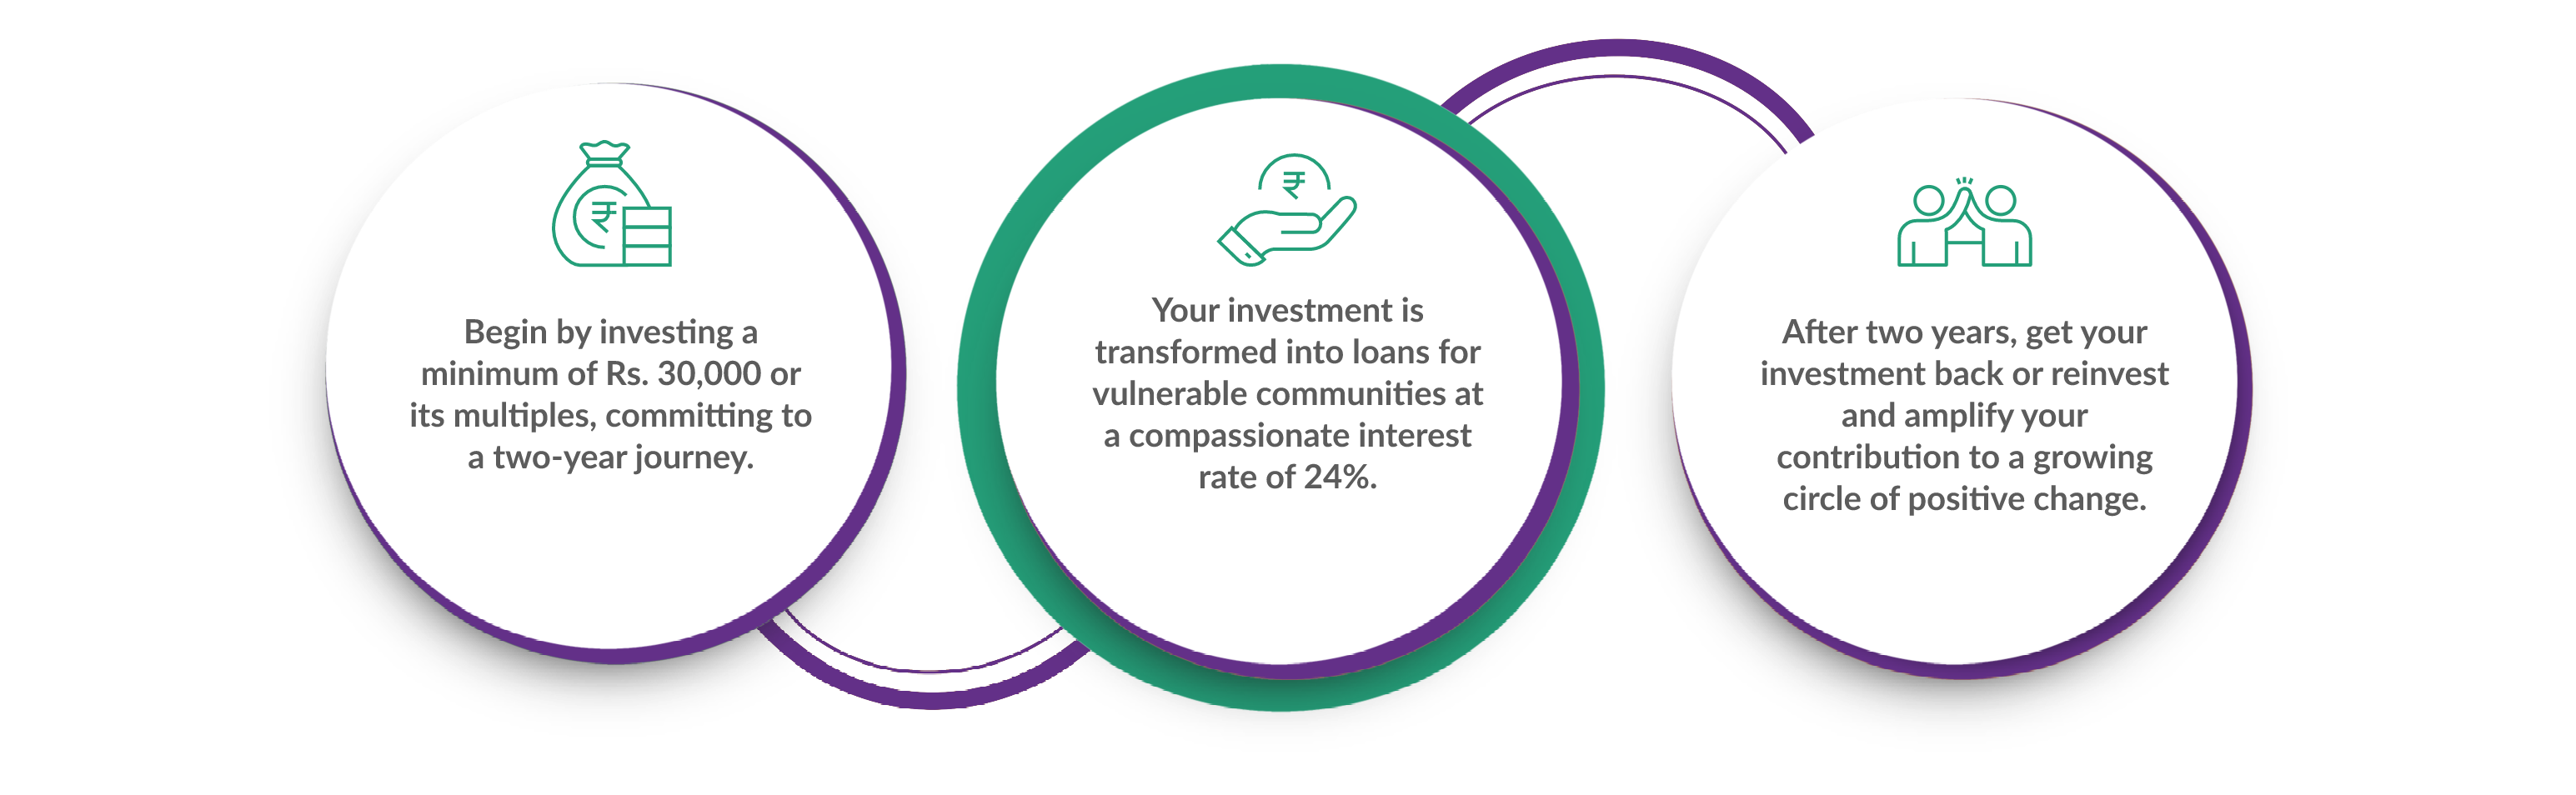 ₹
Begin by investing a
minimum of Rs. 30,000 or
its multiples, committing to
a two-year journey.
₹
Your investment is
transformed into loans for
vulnerable communities at
a compassionate interest
rate of 24%.
After two years, get your
investment back or reinvest
and amplify your
contribution to a growing
circle of positive change.